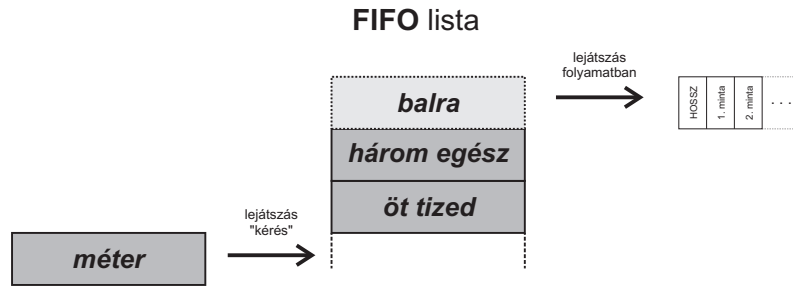 FIFO lista
lejátszás
folyamatban
balra
három egész
öt tized
HOSSZ
1. minta
2. minta
. . .
lejátszás
"kérés"
méter